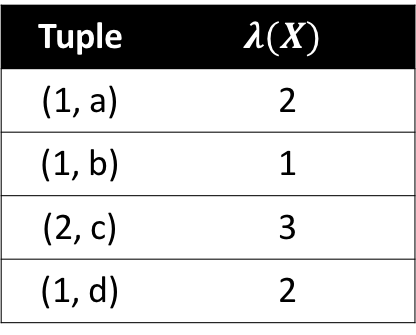 Tuple λ(X)
(1, a) 2
(1, b) 1
(2, c) 3
(1, d) 2